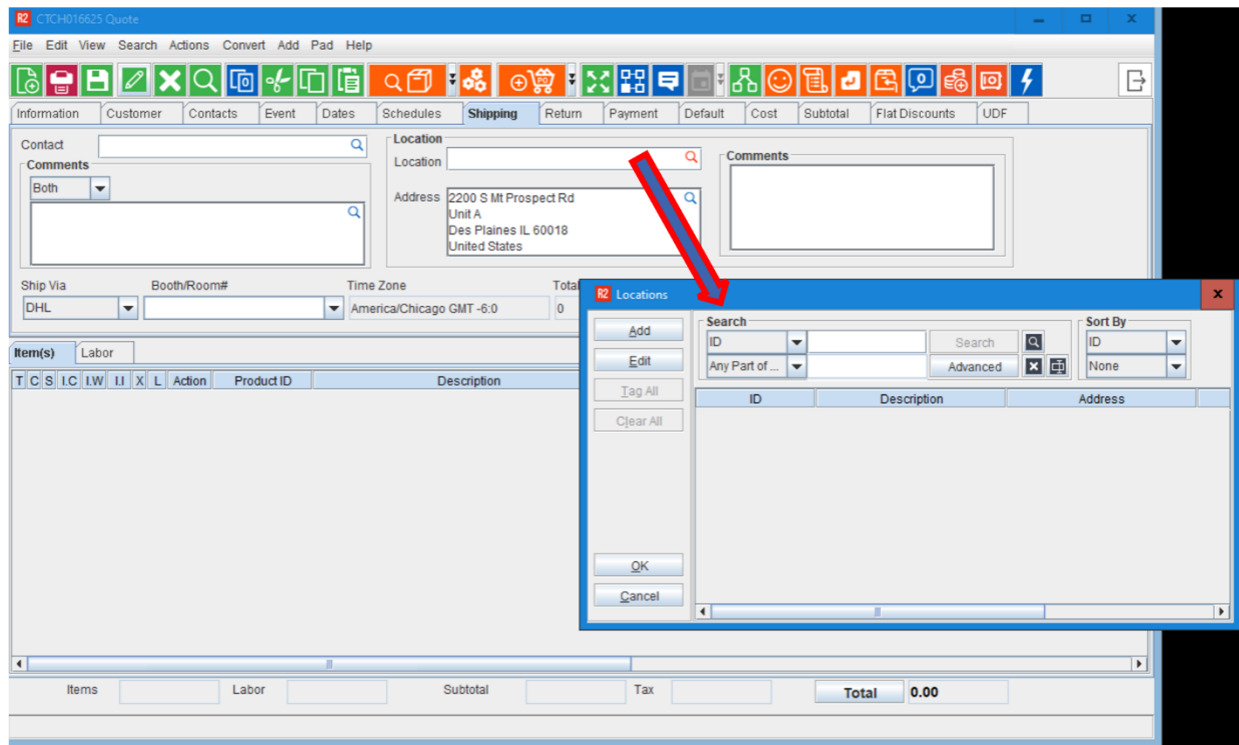 R2 CTCH016625 Quote
File Edit View Search Actions Convert Add Pad Help
Information Customer Contacts Event Dates Schedules Shipping Return Payment Default Cost Subtotal Flat Discounts UDF
Contact
Comments
Both
Location
Location
Address
2200 S Mt Prospect Rd
Unit A
Des Plaines IL 60018
United States
Comments
Ship Via Booth/Room# Time Zone Total
DHL America/Chicago GMT -6:0 0
Item(s) Labor
T C S I.C I.W I.I X L Action Product ID Description
R2 Locations x
Add
Edit
Tag All
Clear All
OK
Cancel
Search
ID Search
Any Part of ... Advanced
Sort By
ID
None
ID Description Address
Items Labor Subtotal Tax Total 0.00